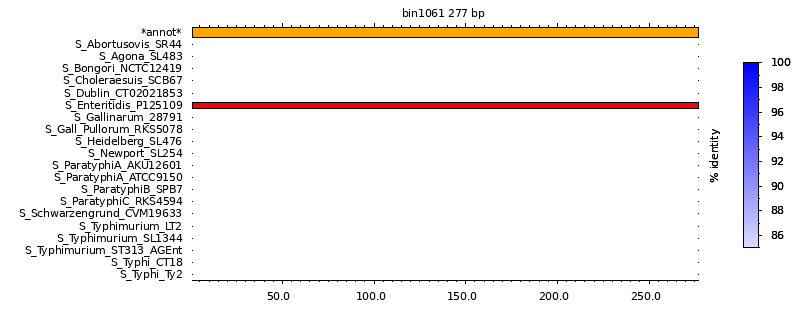 bin1061 277 bp
*annot*
S_Abortusovis_SR44
S_Agona_SL483
S_Bongori_NCTC12419
S_Choleraesuis_SCB67
S_Dublin_CT02021853
S_Enteritidis_P125109
S_Gallinarum_28791
S_Gall_Pullorum_RKS5078
S_Heidelberg_SL476
S_Newport_SL254
S_ParatyphiA_AKU12601
S_ParatyphiA_ATCC9150
S_ParatyphiB_SPB7
S_ParatyphiC_RKS4594
S_Schwarzengrund_CVM19633
S_Typhimurium_LT2
S_Typhimurium_SL1344
S_Typhimurium_ST313_AGEnt
S_Typhi_CT18
S_Typhi_Ty2
50.0 100.0 150.0 200.0 250.0
% identity
100
98
96
94
92
90
88
86